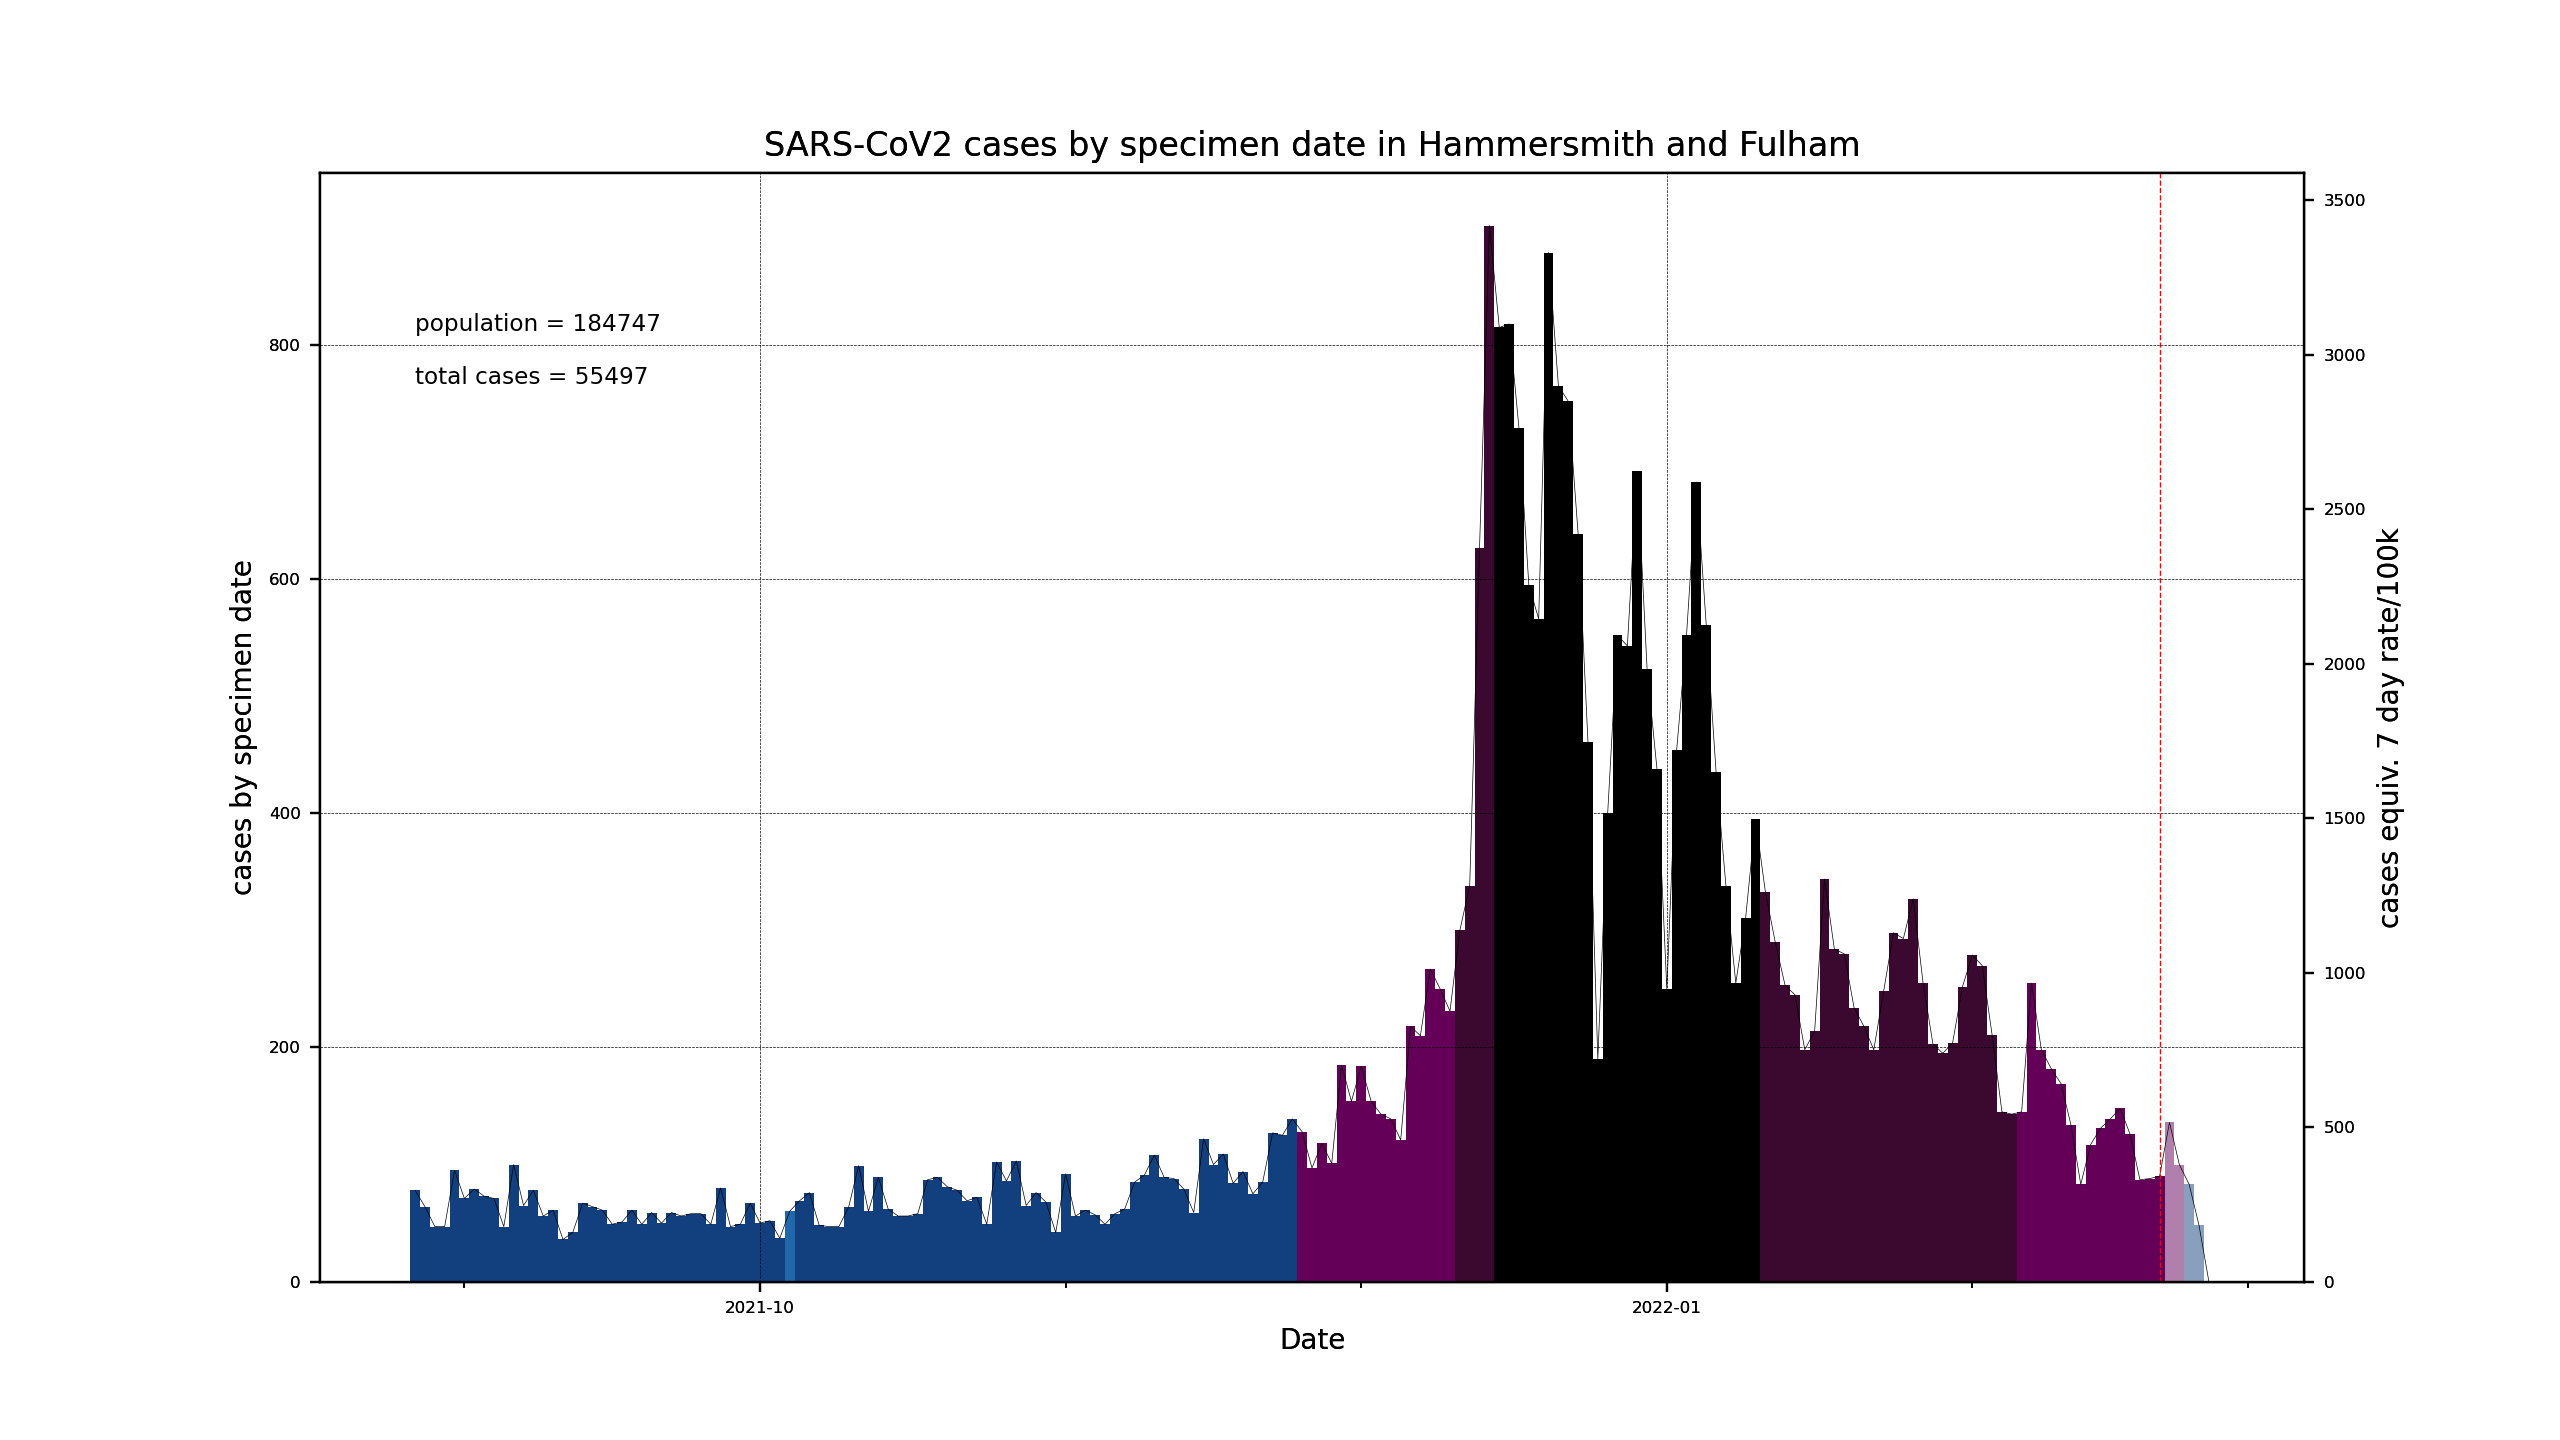 SARS-CoV2 cases by specimen date in Hammersmith and Fulham
population = 184747
total cases = 55497
cases by specimen date
800
600
400
200
0
3500
3000
2500
2000
1500
1000
500
0
cases equiv. 7 day rate/100k
2021-10
2022-01
Date